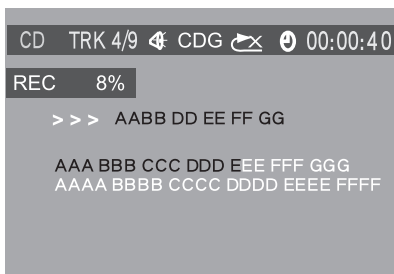 CD TRK 4/9 CDG 00:00:40
REC 8%
> > > AABB DD EE FF GG
AAA BBB CCC DDD EEE FFF GGG
AAAA BBBB CCCC DDDD EEEE FFFF